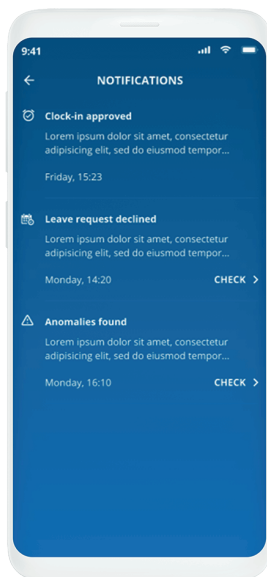 9:41
NOTIFICATIONS
Clock-in approved
Lorem ipsum dolor sit amet, consectetur
adipisicing elit, sed do eiusmod tempor...
Friday, 15:23
Leave request declined
Lorem ipsum dolor sit amet, consectetur
adipisicing elit, sed do eiusmod tempor...
Monday, 14:20 CHECK
Anomalies found
Lorem ipsum dolor sit amet, consectetur
adipisicing elit, sed do eiusmod tempor...
Monday, 16:10 CHECK